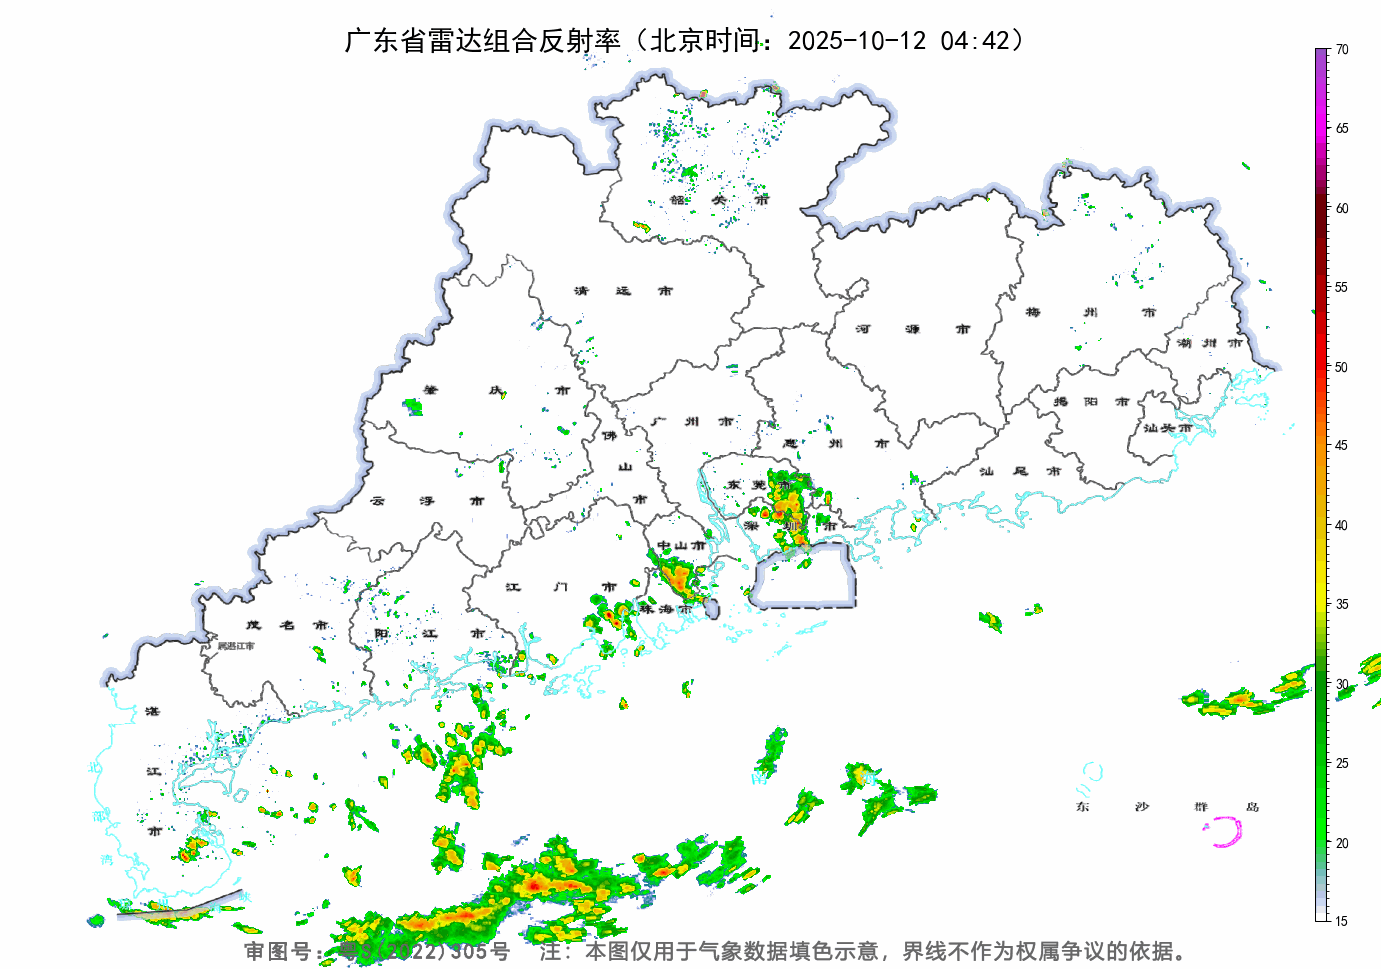 广东省雷达组合反射率（北京时间：2025-10-12 04:42）
70
65
60
55
50
45
40
35
30
25
20
15
韶关市
清远市
河源市
梅州市
潮州市
肇庆市
揭阳市
汕头市
佛山市
广州市
惠州市
汕尾市
云浮市
东莞市
深圳市
中山市
江门市
珠海市
茂名市
属湛江市
阳江市
湛江市
北部湾
南
东沙群岛
审图号：粤S(2022)305号 注：本图仅用于气象数据填色示意，界线不作为权属争议的依据。